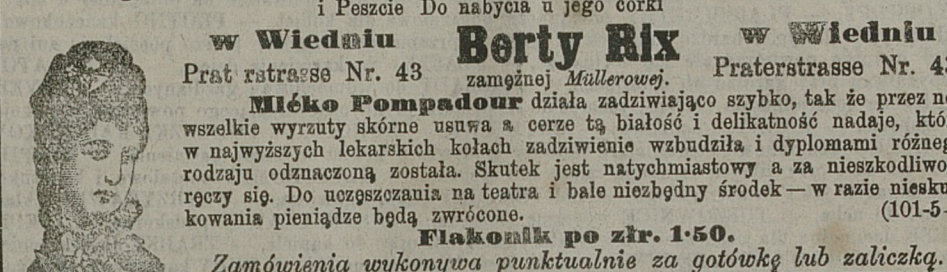 i Peszcie Do nabycia u jego córki
w Wiedniu Berty Rix w Wiedniu
Prat rstrasse Nr. 43 zamężnej Müllerowej. Praterstrasse Nr. 43
Mléko Pompadour działa zadziwiająco szybko, tak że przez n
wszelkie wyrzuty skórne usuwa a cerze tą białość i delikatność nadaje, któ
w najwyższych lekarskich kołach zadziwienie wzbudziła i dyplomami różneg
rodzaju odznaczoną została. Skutek jest natychmiastowy a za nieszkodliwo
ręczy się. Do uczęszczania na teatra i bale niezbędny środek — w razie niesku
kowania pieniądze będą zwrócone. (101-5
Flakonik po złr. 1·50.
Zamówienia wykonywa punktualnie za gotówkę lub zaliczką.